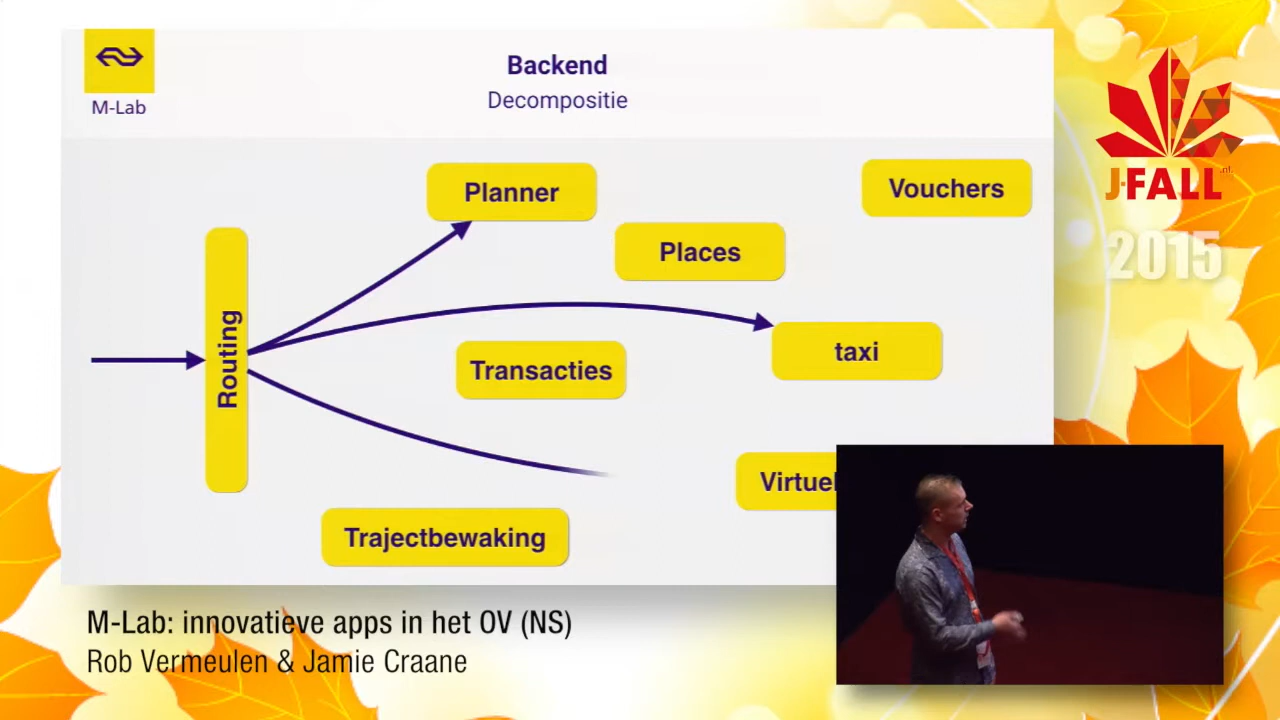 M-Lab
Backend
Decompositie
Planner
Vouchers
Places
Routing
taxi
Transacties
Trajectbewaking
J-FALL
.nl
2015
M-Lab: innovatieve apps in het OV (NS)
Rob Vermeulen & Jamie Craane